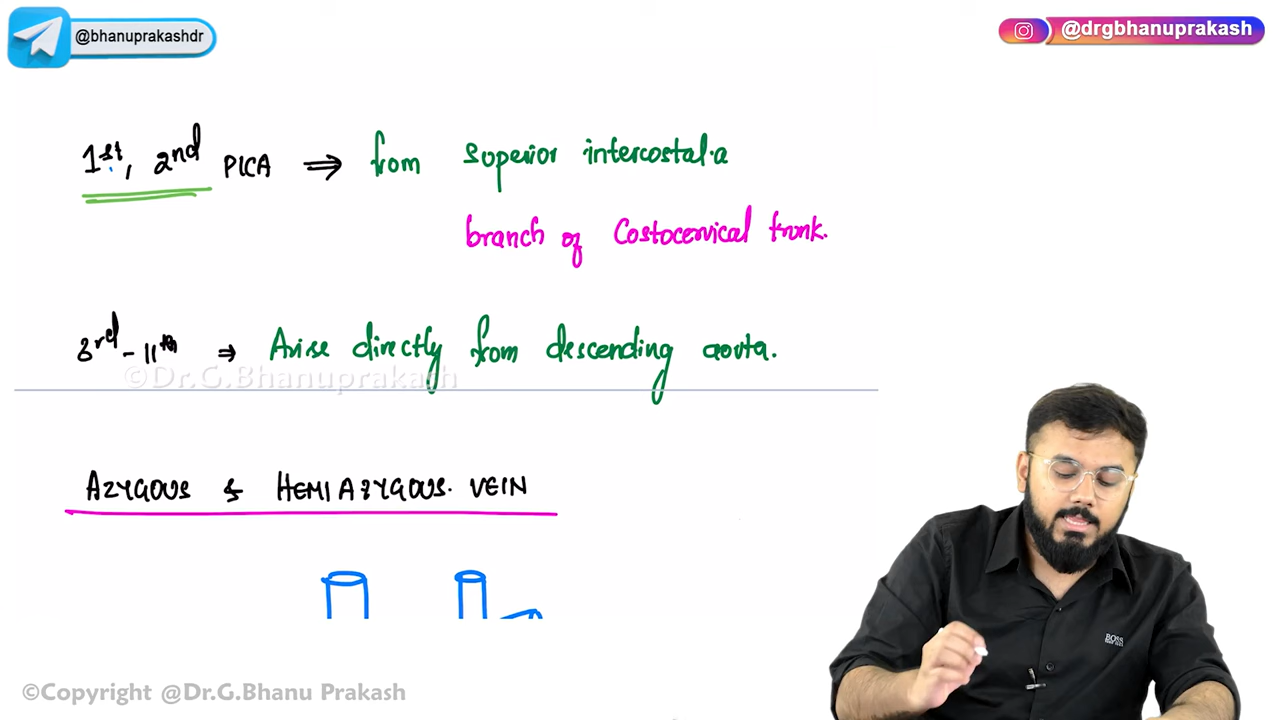 @bhanuprakashdr
@drgbhanuprakash
1st, 2nd PICA ⇒ from superior intercostal.a
branch of Costocervical trunk.
3rd - 11th ⇒ Arise directly from descending aorta.
©Dr.G.Bhanuprakash
AZYGOUS & HEMIAZYGOUS. VEIN
BOSS
©Copyright @Dr.G.Bhanu Prakash